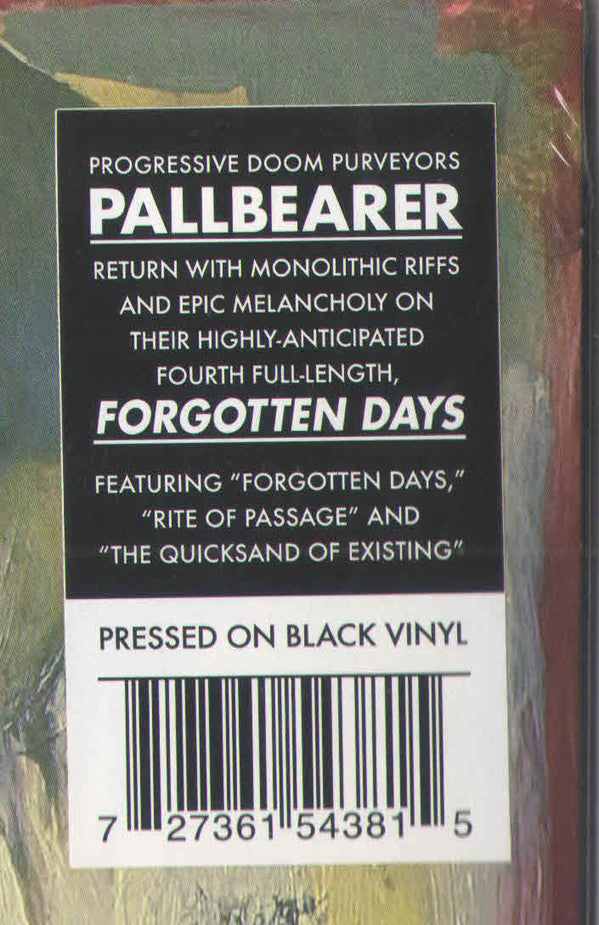 PROGRESSIVE DOOM PURVEYORS
PALLBEARER
RETURN WITH MONOLITHIC RIFFS
AND EPIC MELANCHOLY ON
THEIR HIGHLY-ANTICIPATED
FOURTH FULL-LENGTH,
FORGOTTEN DAYS
FEATURING “FORGOTTEN DAYS,”
“RITE OF PASSAGE” AND
“THE QUICKSAND OF EXISTING”
PRESSED ON BLACK VINYL
7 27361 54381 5